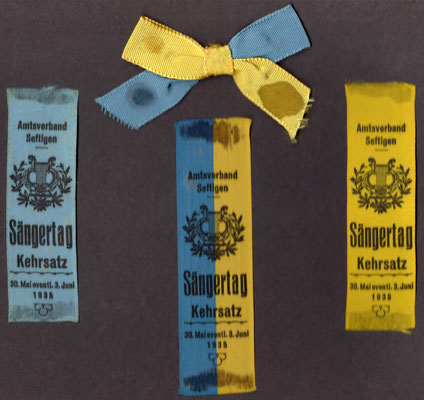 Amtsverband
Seftigen
Sängertag
Kehrsatz
30. Mai eventl. 3. Juni
1935
Amtsverband
Seftigen
Sängertag
Kehrsatz
30. Mai eventl. 3. Juni
1935
Amtsverband
Seftigen
Sängertag
Kehrsatz
30. Mai eventl. 3. Juni
1935